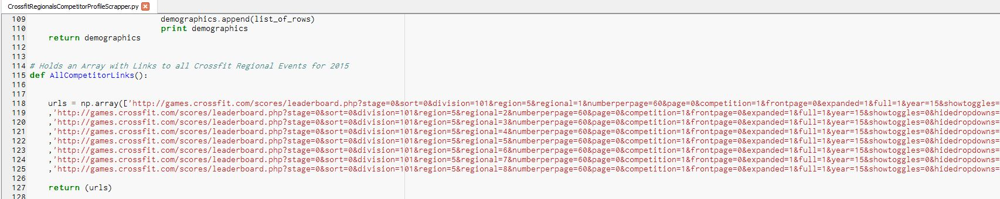 CrossfitRegionalsCompetitorProfileScrapper.py
109 demographics.append(list_of_rows)
110 print demographics
111 return demographics
112
113
114 # Holds an Array with Links to all Crossfit Regional Events for 2015
115 def AllCompetitorLinks():
116
117
118 urls = np.array(['http://games.crossfit.com/scores/leaderboard.php?stage=0&sort=0&division=101&region=5&regional=1&numberperpage=60&page=0&competition=1&frontpage=0&expanded=1&full=1&year=15&showtoggles=
119 ,'http://games.crossfit.com/scores/leaderboard.php?stage=0&sort=0&division=101&region=5&regional=2&numberperpage=60&page=0&competition=1&frontpage=0&expanded=1&full=1&year=15&showtoggles=0&hidedropdowns=
120 ,'http://games.crossfit.com/scores/leaderboard.php?stage=0&sort=0&division=101&region=5&regional=3&numberperpage=60&page=0&competition=1&frontpage=0&expanded=1&full=1&year=15&showtoggles=0&hidedropdowns=
121 ,'http://games.crossfit.com/scores/leaderboard.php?stage=0&sort=0&division=101&region=5&regional=4&numberperpage=60&page=0&competition=1&frontpage=0&expanded=1&full=1&year=15&showtoggles=0&hidedropdowns=
122 ,'http://games.crossfit.com/scores/leaderboard.php?stage=0&sort=0&division=101&region=5&regional=5&numberperpage=60&page=0&competition=1&frontpage=0&expanded=1&full=1&year=15&showtoggles=0&hidedropdowns=
123 ,'http://games.crossfit.com/scores/leaderboard.php?stage=0&sort=0&division=101&region=5&regional=6&numberperpage=60&page=0&competition=1&frontpage=0&expanded=1&full=1&year=15&showtoggles=0&hidedropdowns=
124 ,'http://games.crossfit.com/scores/leaderboard.php?stage=0&sort=0&division=101&region=5&regional=7&numberperpage=60&page=0&competition=1&frontpage=0&expanded=1&full=1&year=15&showtoggles=0&hidedropdowns=
125 ,'http://games.crossfit.com/scores/leaderboard.php?stage=0&sort=0&division=101&region=5&regional=8&numberperpage=60&page=0&competition=1&frontpage=0&expanded=1&full=1&year=15&showtoggles=0&hidedropdowns=
126
127 return (urls)
128